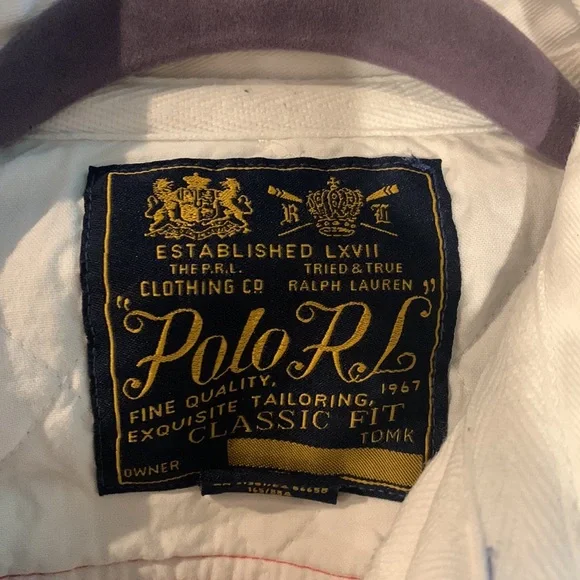 R L
ESTABLISHED LXVII
THE P.R.L. TRIED & TRUE
CLOTHING CO RALPH LAUREN
"Polo RL"
1967
FINE QUALITY,
EXQUISITE TAILORING,
CLASSIC FIT
TDMK
OWNER